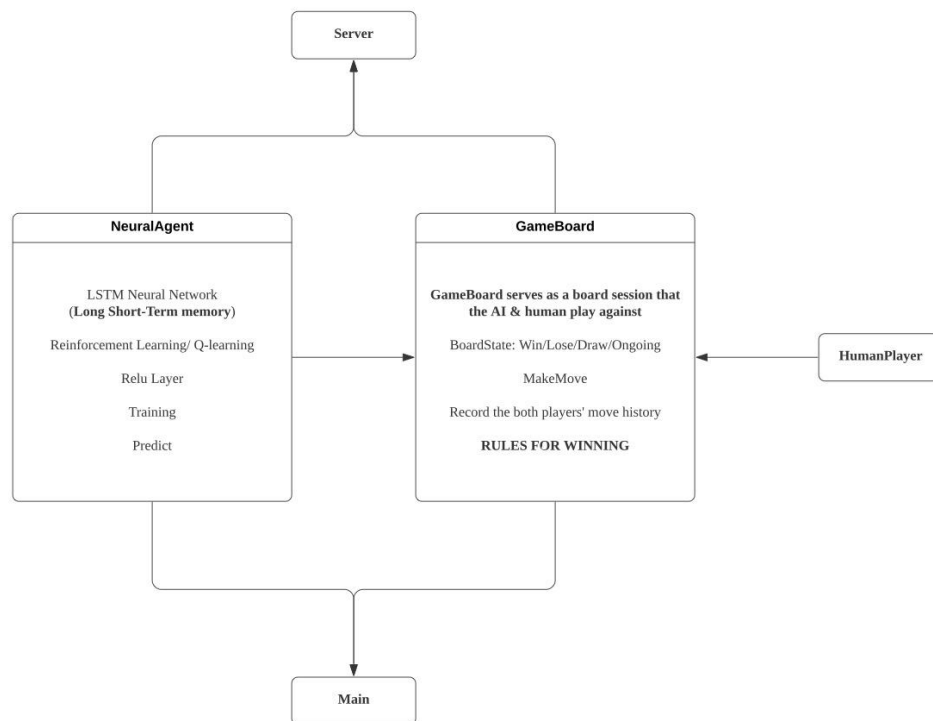 Server
NeuralAgent
LSTM Neural Network
(Long Short-Term memory)
Reinforcement Learning/ Q-learning
Relu Layer
Training
Predict
GameBoard
GameBoard serves as a board session that
the AI & human play against
BoardState: Win/Lose/Draw/Ongoing
MakeMove
Record the both players' move history
RULES FOR WINNING
HumanPlayer
Main